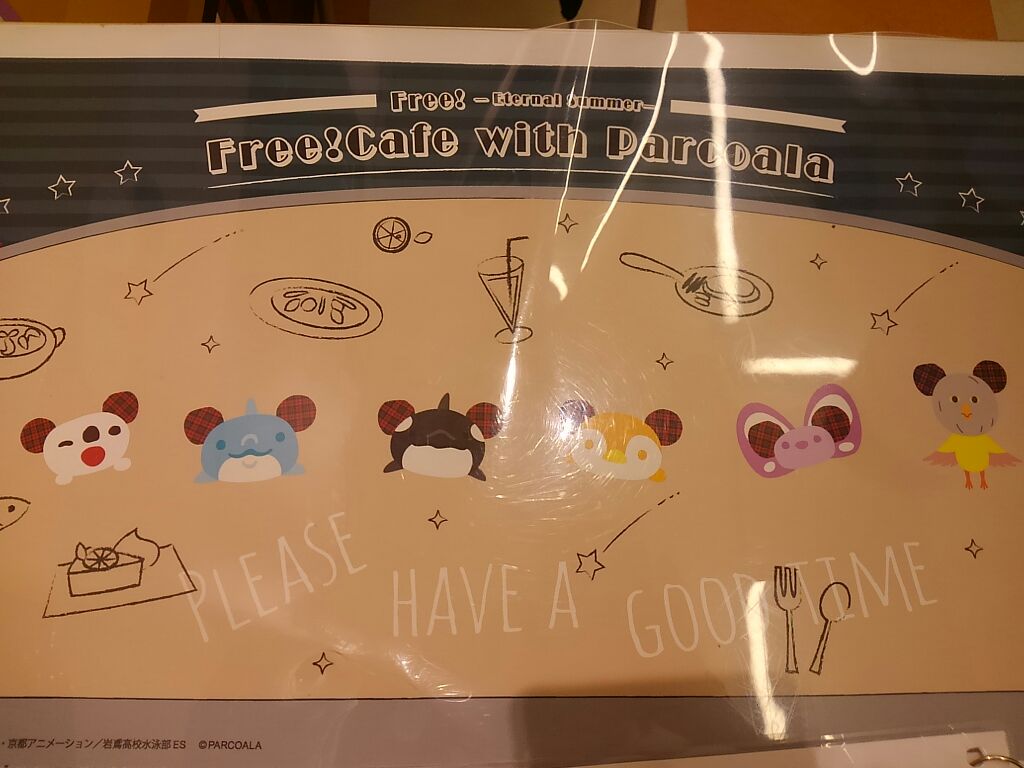 Free! -Eternal Summer-
Free!Cafe with Parcoala
PLEASE
HAVE A
GOOD TIME
・京都アニメーション／岩鳶高校水泳部ES ©PARCOALA